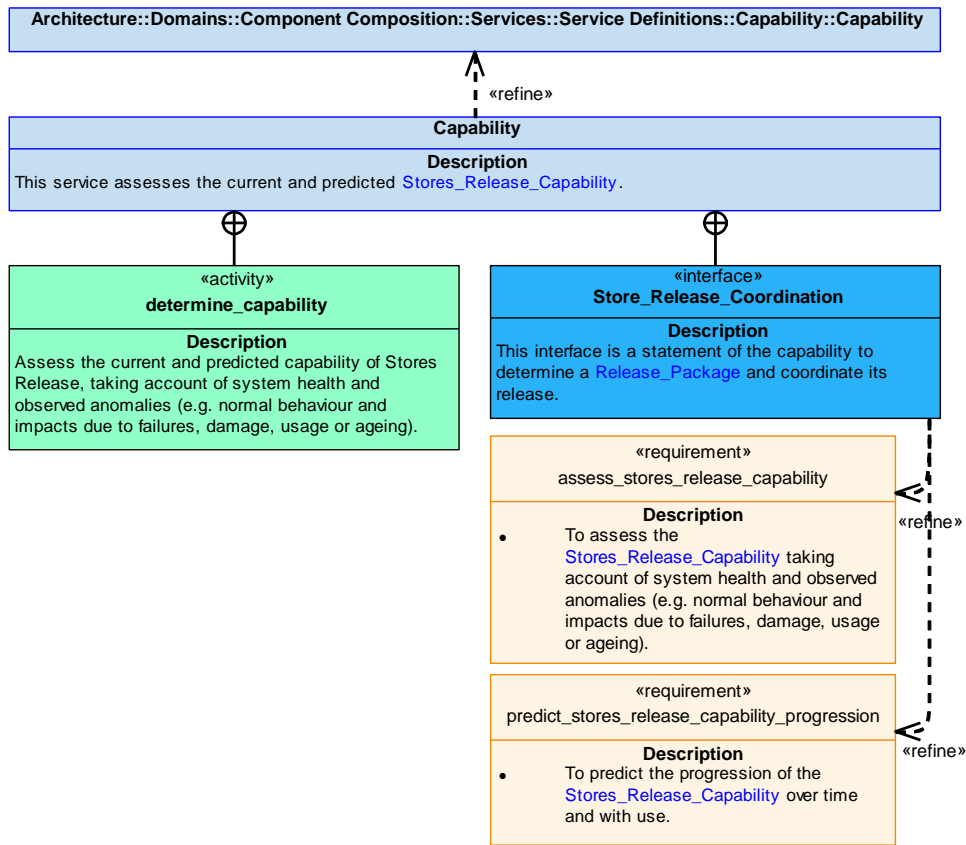 Architecture::Domains::Component Composition::Services::Service Definitions::Capability::Capability
«refine»
Capability
Description
This service assesses the current and predicted Stores_Release_Capability.
«activity»
determine_capability
Description
Assess the current and predicted capability of Stores
Release, taking account of system health and
observed anomalies (e.g. normal behaviour and
impacts due to failures, damage, usage or ageing).
«interface»
Store_Release_Coordination
Description
This interface is a statement of the capability to
determine a Release_Package and coordinate its
release.
«requirement»
assess_stores_release_capability
Description
• To assess the
Stores_Release_Capability taking
account of system health and observed
anomalies (e.g. normal behaviour and
impacts due to failures, damage, usage
or ageing).
«refine»
«requirement»
predict_stores_release_capability_progression
Description
• To predict the progression of the
Stores_Release_Capability over time
and with use.
«refine»